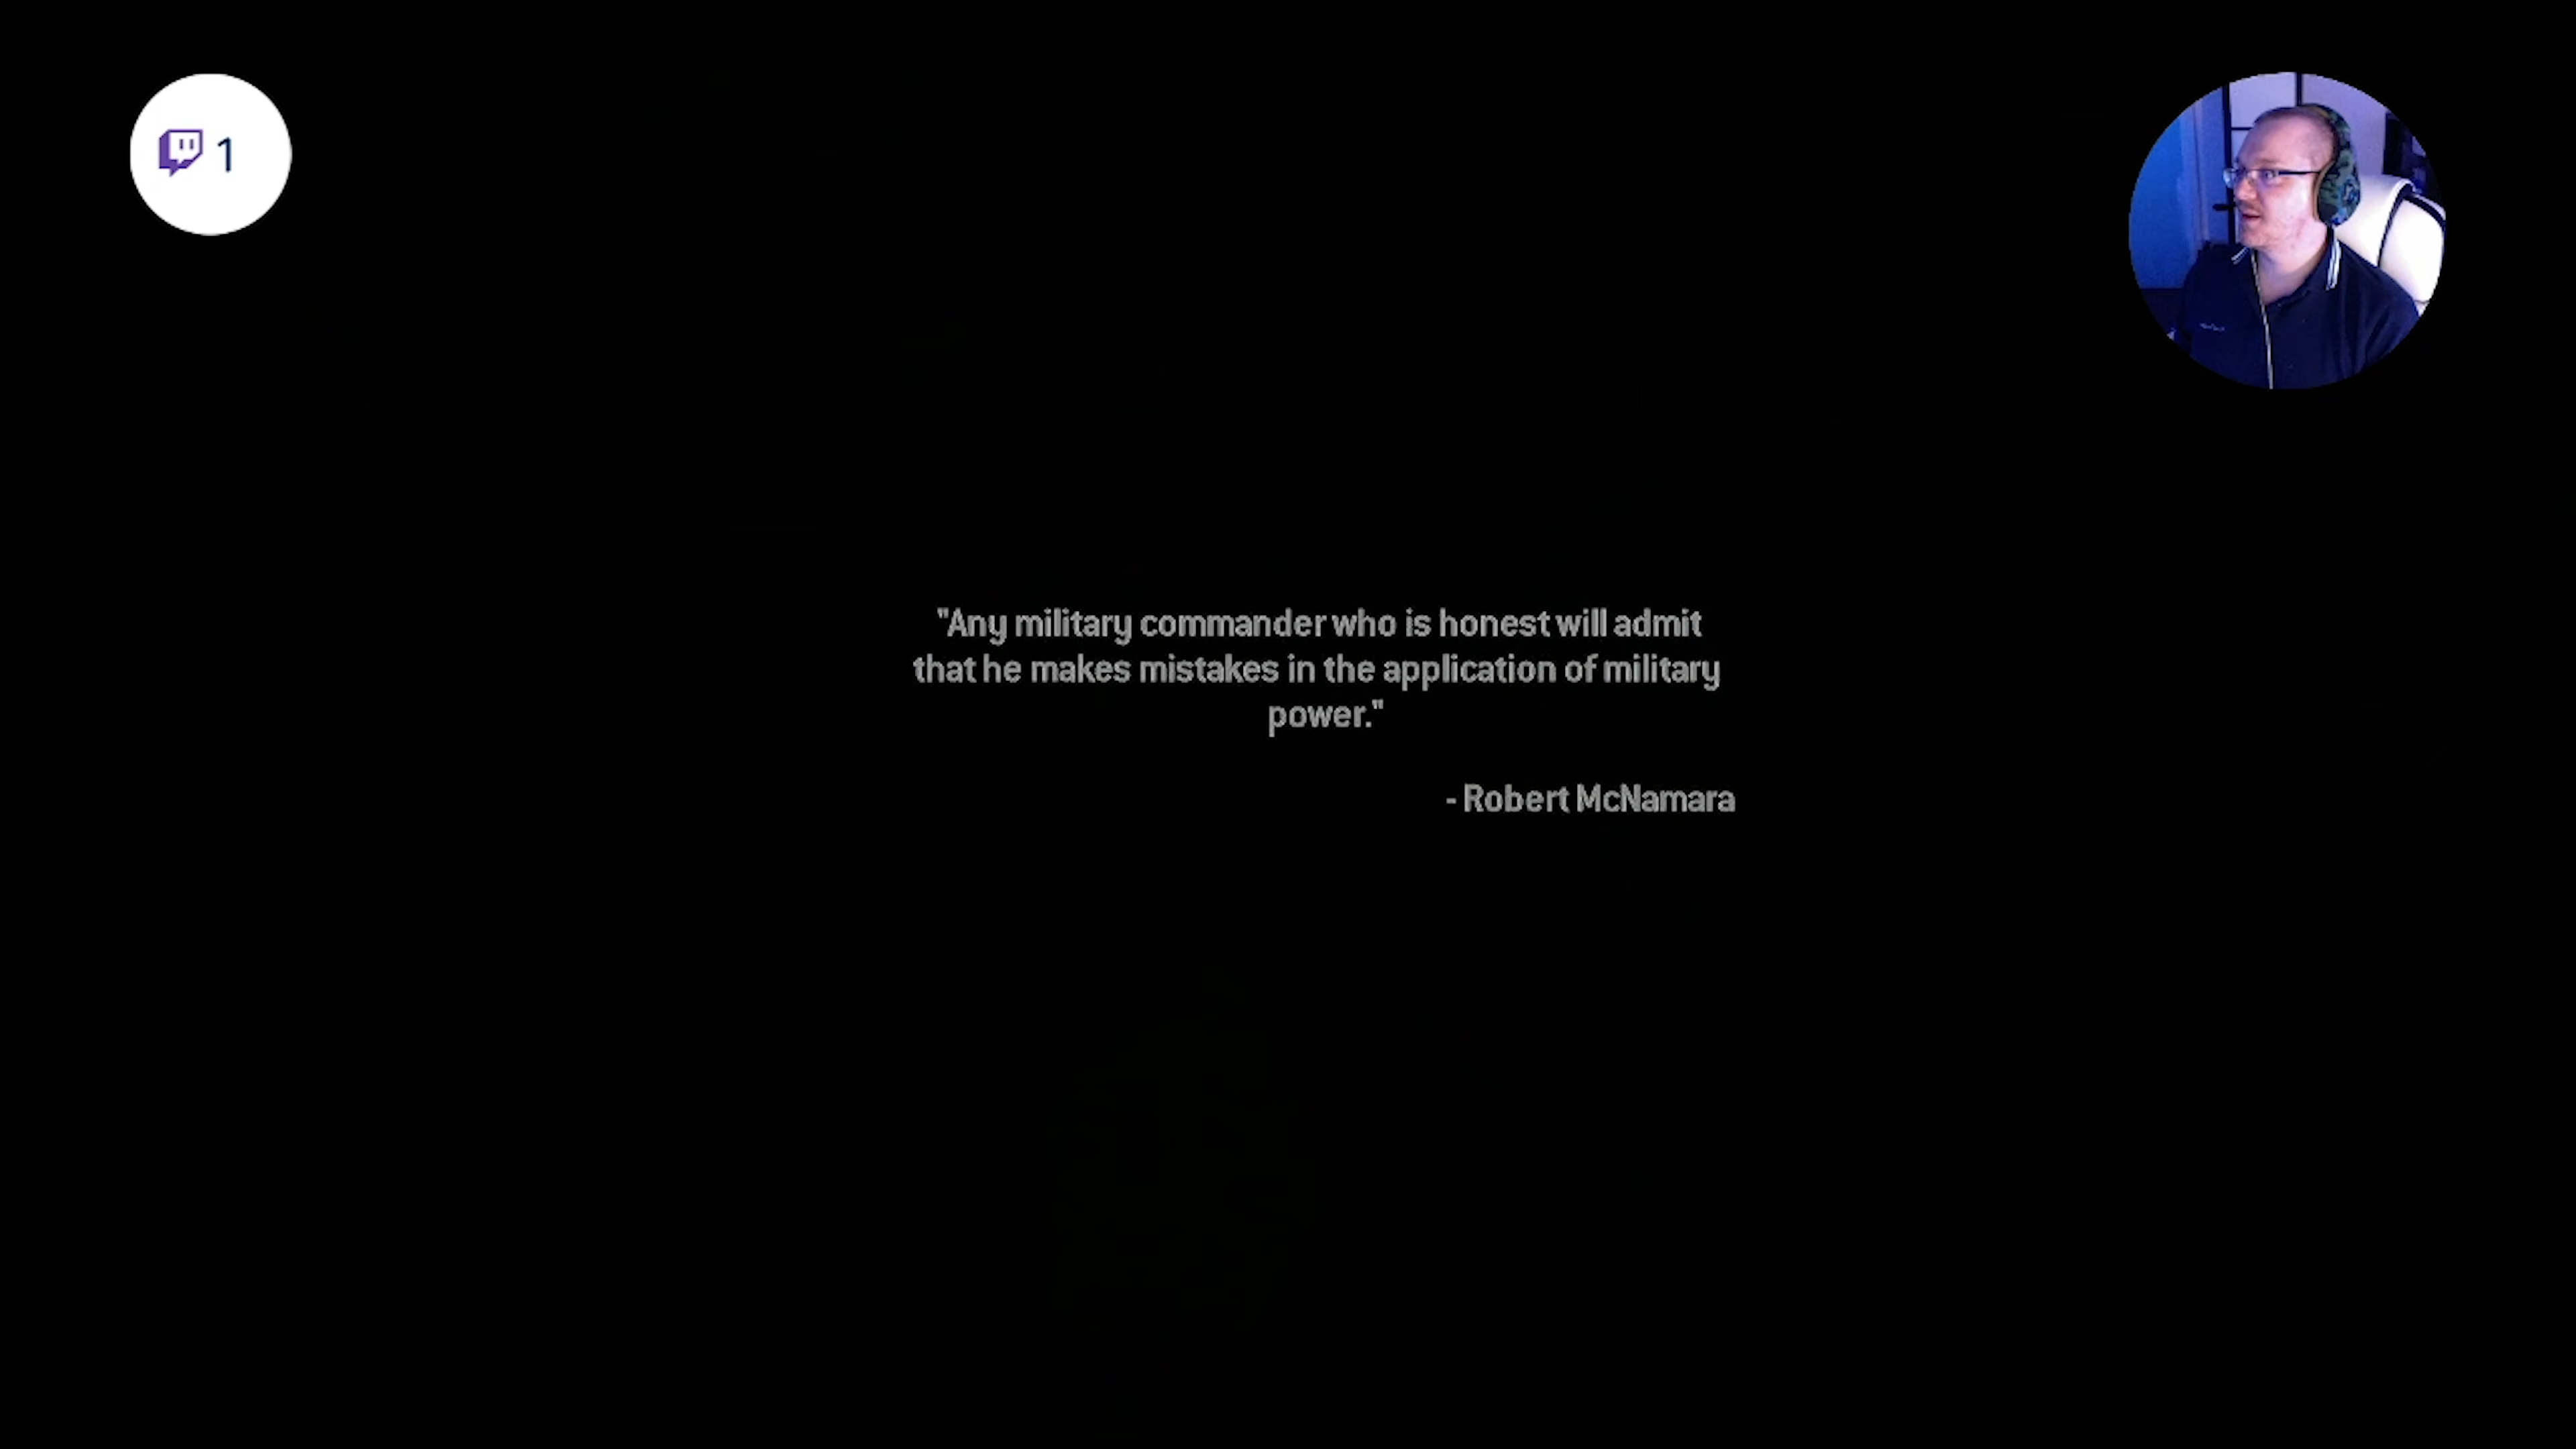 1
"Any military commander who is honest will admit
that he makes mistakes in the application of military
power."
- Robert McNamara